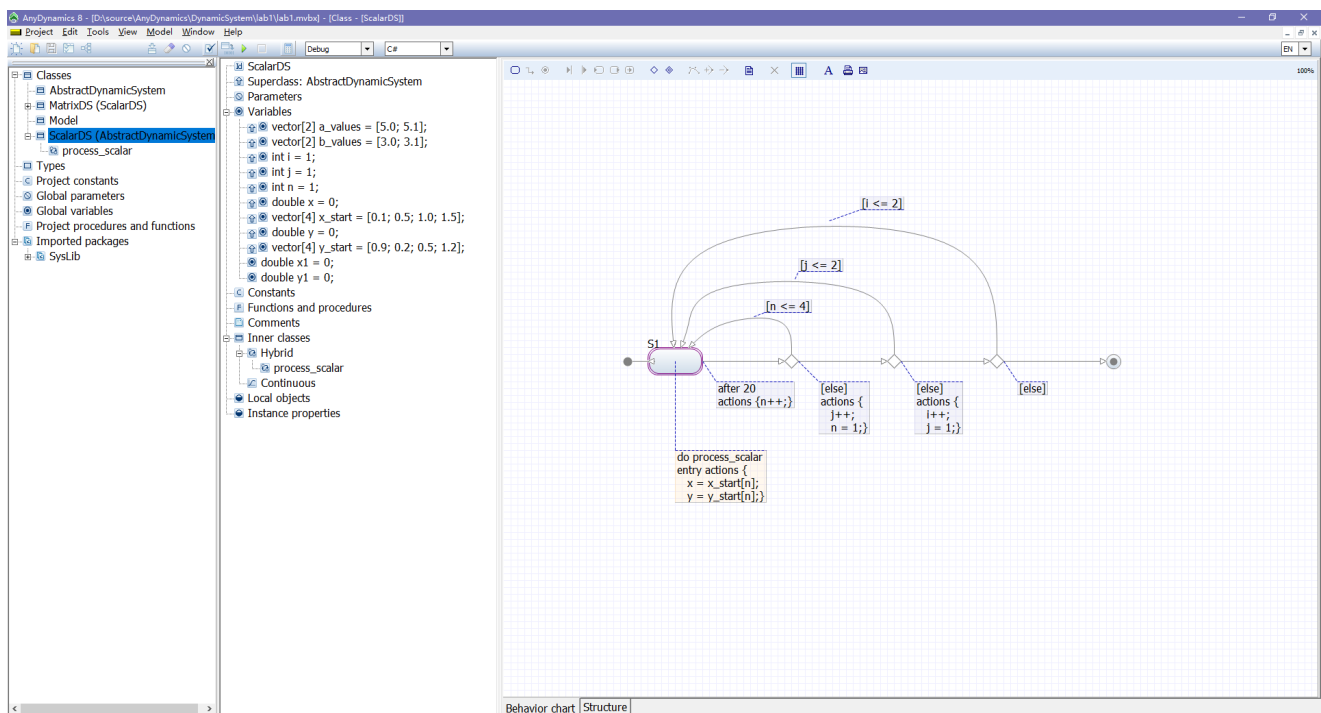 AnyDynamics 8 - [D:\source\AnyDynamics\DynamicSystem\lab1\lab1.mvbx] - [Class - [ScalarDS]]
Project Edit Tools View Model Window Help
Debug
C#
EN
Classes
AbstractDynamicSystem
MatrixDS (ScalarDS)
Model
ScalarDS (AbstractDynamicSystem
process_scalar
Types
Project constants
Global parameters
Global variables
Project procedures and functions
Imported packages
SysLib
ScalarDS
Superclass: AbstractDynamicSystem
Parameters
Variables
vector[2] a_values = [5.0; 5.1];
vector[2] b_values = [3.0; 3.1];
int i = 1;
int j = 1;
int n = 1;
double x = 0;
vector[4] x_start = [0.1; 0.5; 1.0; 1.5];
double y = 0;
vector[4] y_start = [0.9; 0.2; 0.5; 1.2];
double x1 = 0;
double y1 = 0;
Constants
Functions and procedures
Comments
Inner classes
Hybrid
process_scalar
Continuous
Local objects
Instance properties
A
100%
[i <= 2]
[j <= 2]
[n <= 4]
S1
after 20
actions {n++;}
[else]
actions {
j++;
n = 1;}
[else]
actions {
i++;
j = 1;}
[else]
do process_scalar
entry actions {
x = x_start[n];
y = y_start[n];}
Behavior chart
Structure